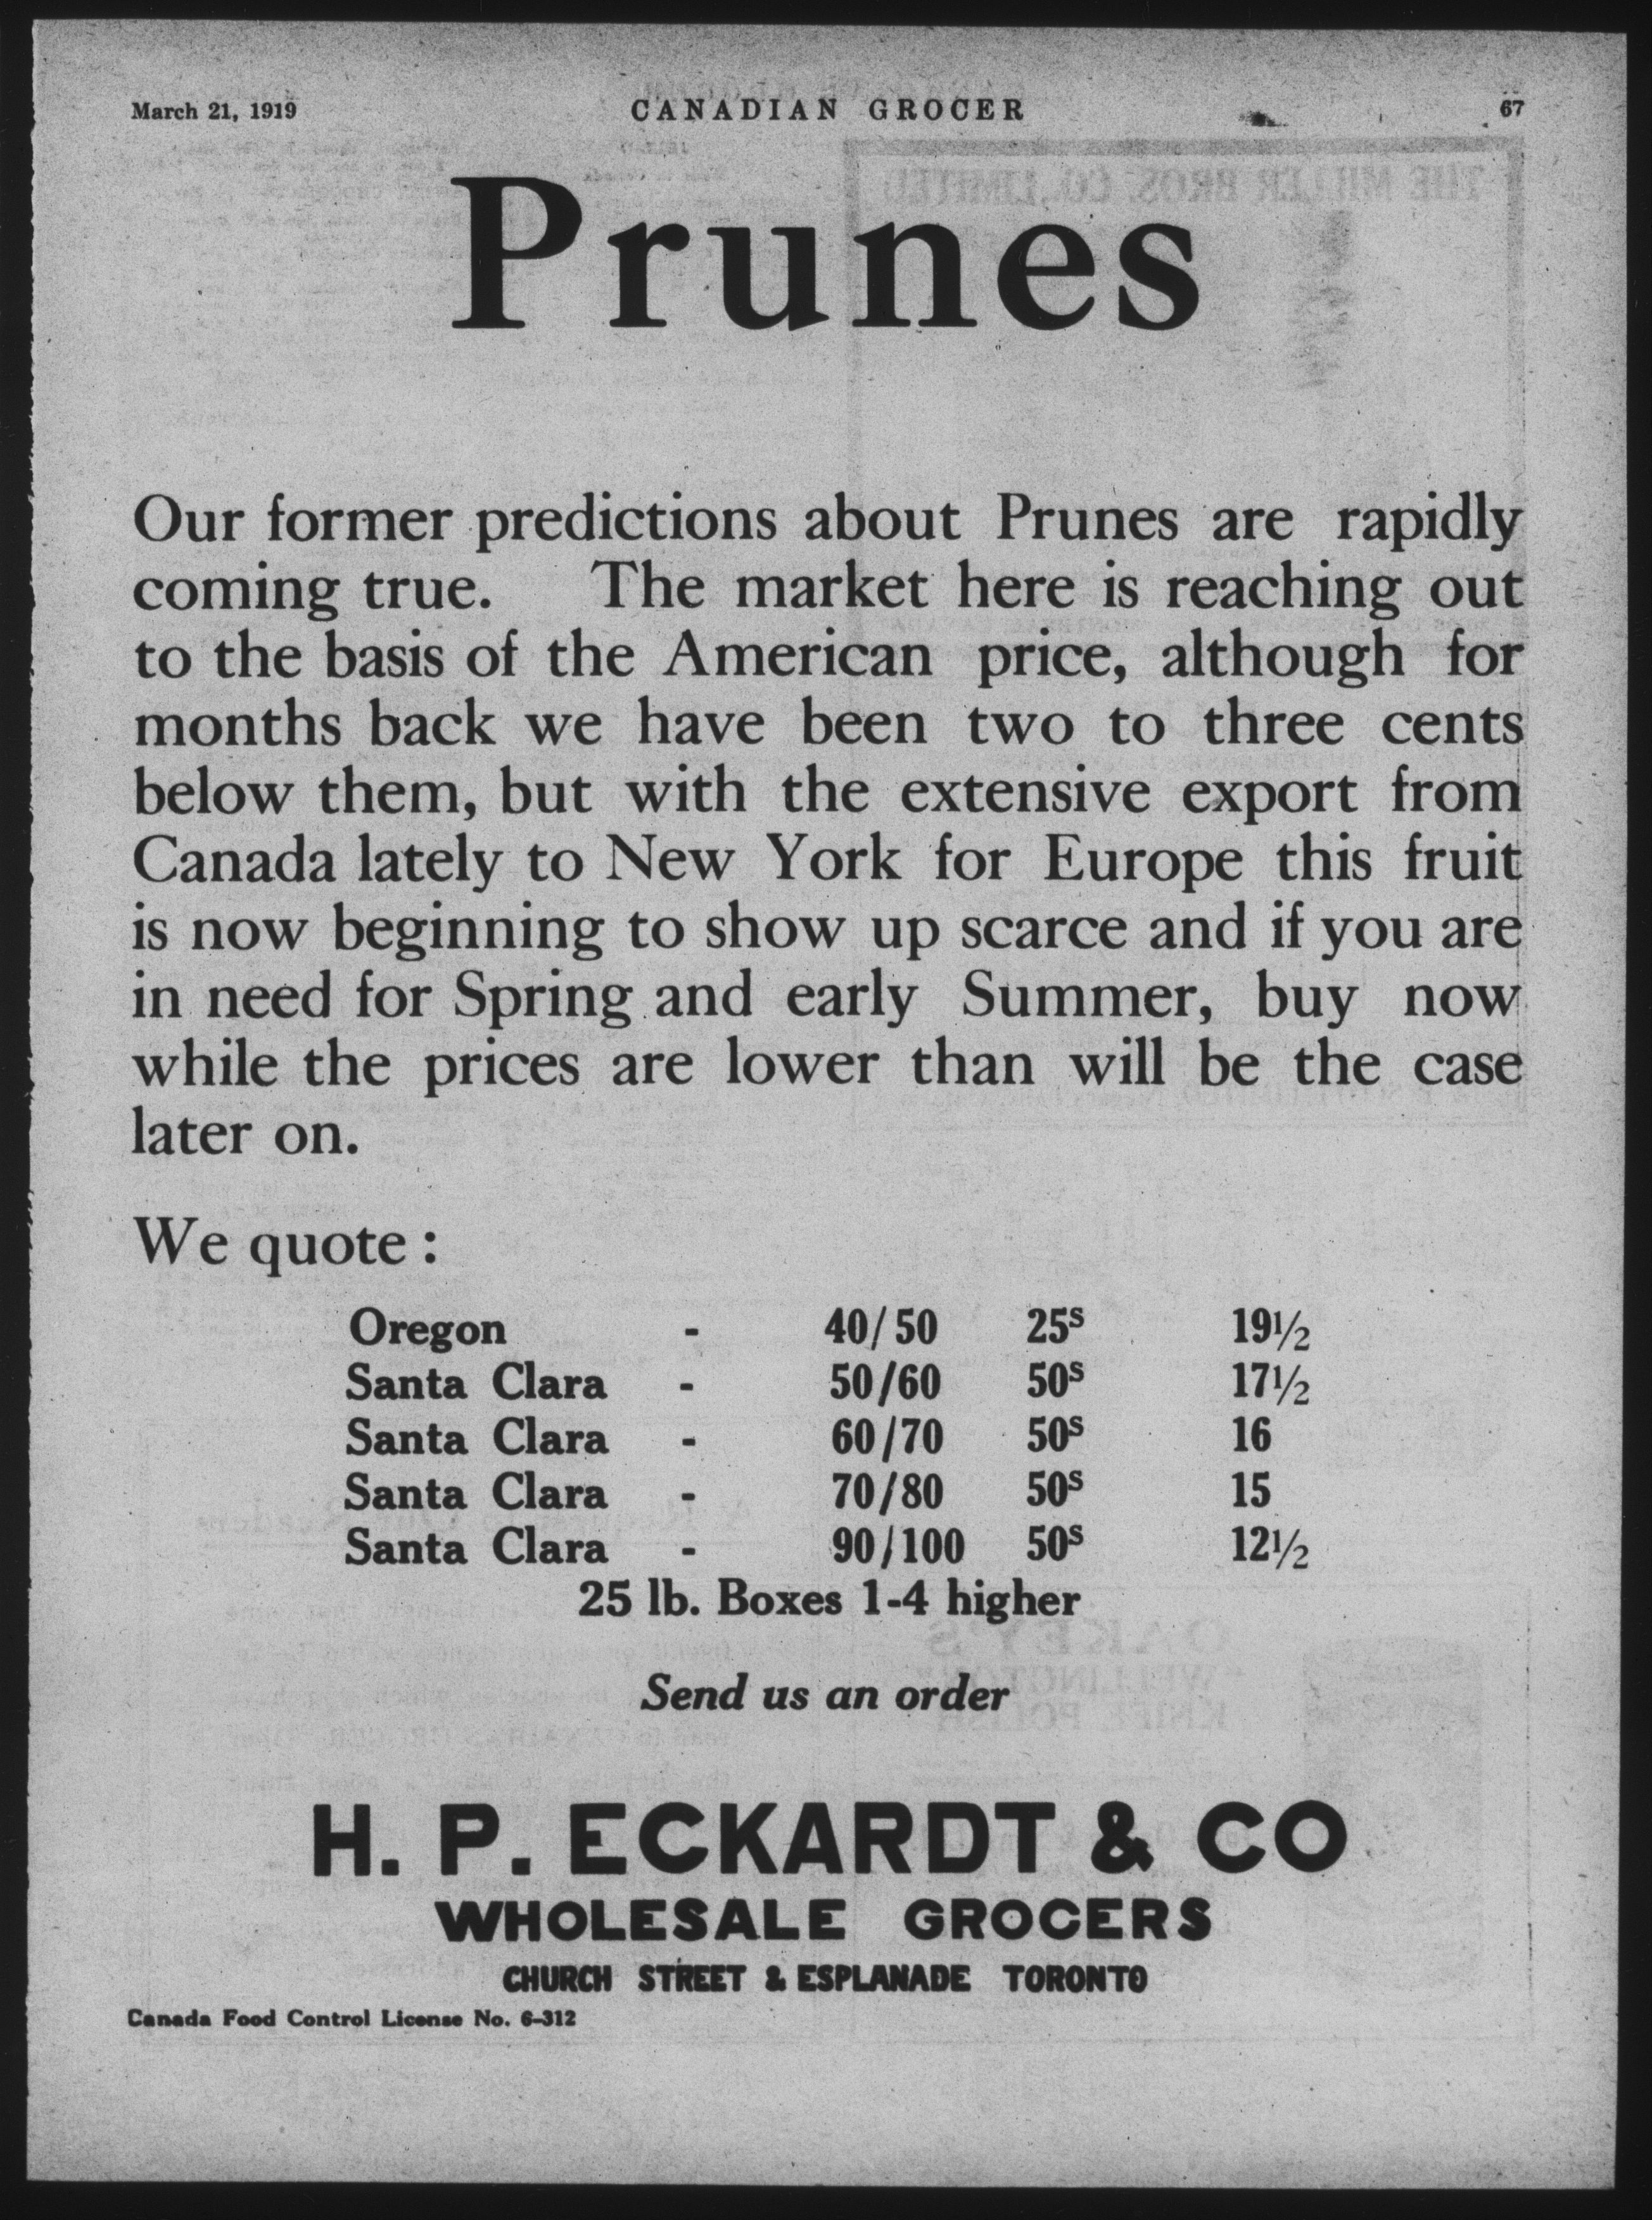 March 21, 1919 CANADIAN GROCER 67
Prunes
Our former predictions about Prunes are rapidly
coming true. The market here is reaching out
to the basis of the American price, although for
months back we have been two to three cents
below them, but with the extensive export from
Canada lately to New York for Europe this fruit
is now beginning to show up scarce and if you are
in need for Spring and early Summer, buy now
while the prices are lower than will be the case
later on.
We quote :
Oregon - 40/50 25s 19½
Santa Clara - 50/60 50s 17½
Santa Clara - 60/70 50s 16
Santa Clara - 70/80 50s 15
Santa Clara - 90/100 50s 12½
25 lb. Boxes 1-4 higher
Send us an order
H. P. ECKARDT & CO
WHOLESALE GROCERS
CHURCH STREET & ESPLANADE TORONTO
Canada Food Control License No. 6-312